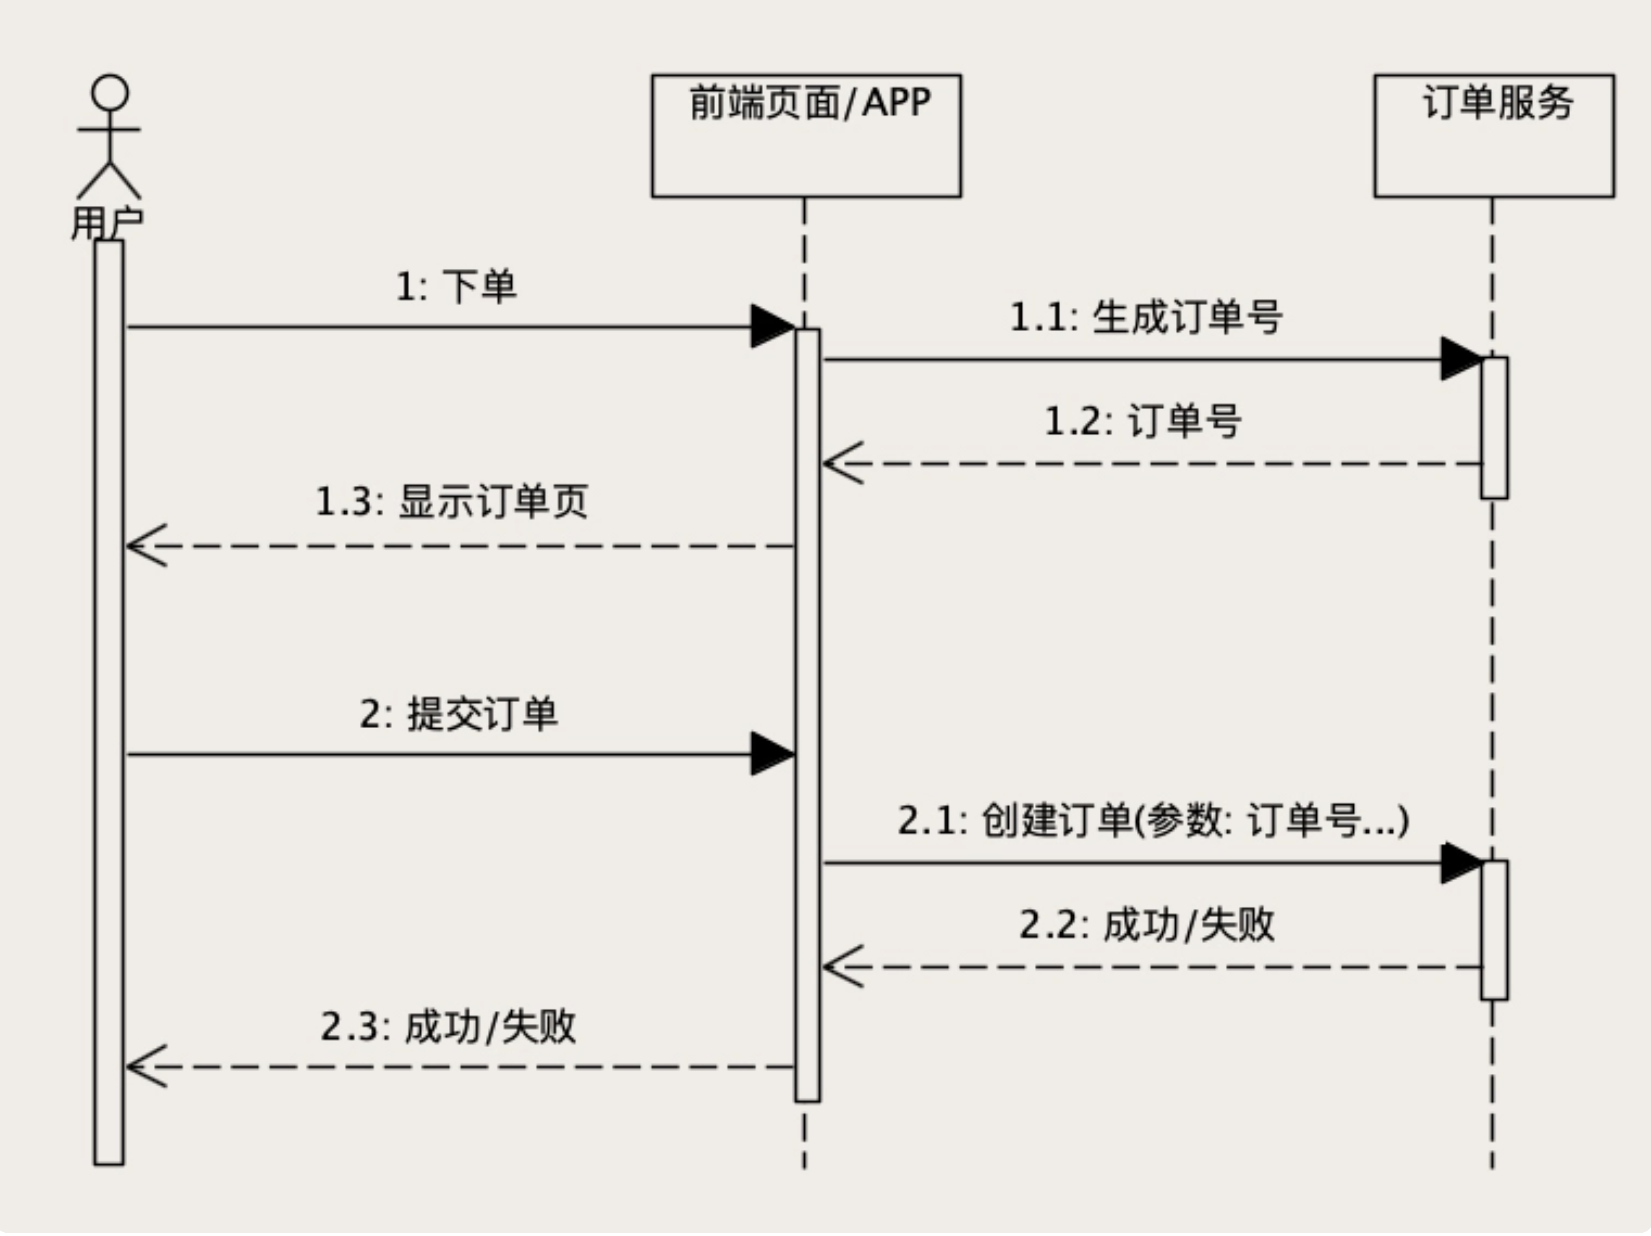 用户
前端页面/APP
订单服务
1: 下单
1.1: 生成订单号
1.2: 订单号
1.3: 显示订单页
2: 提交订单
2.1: 创建订单(参数: 订单号...)
2.2: 成功/失败
2.3: 成功/失败